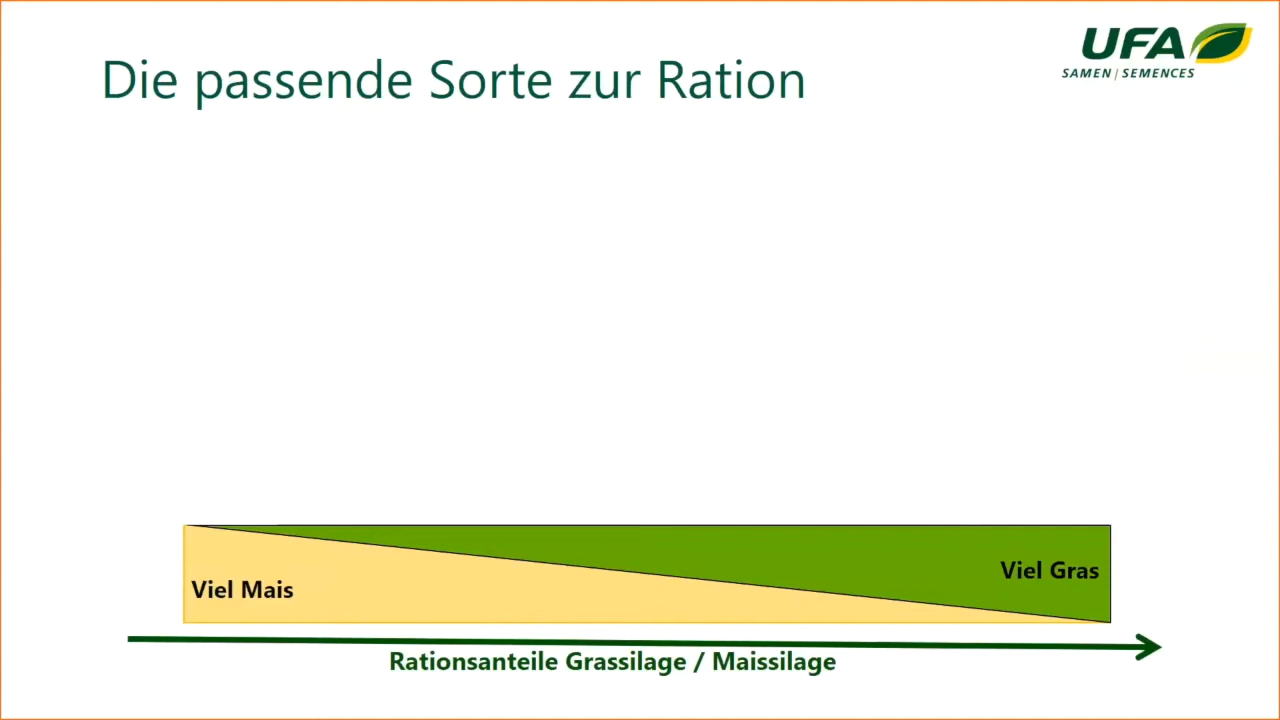 Die passende Sorte zur Ration
UFA
SAMEN | SEMENCES
Viel Mais
Viel Gras
Rationsanteile Grassilage / Maissilage